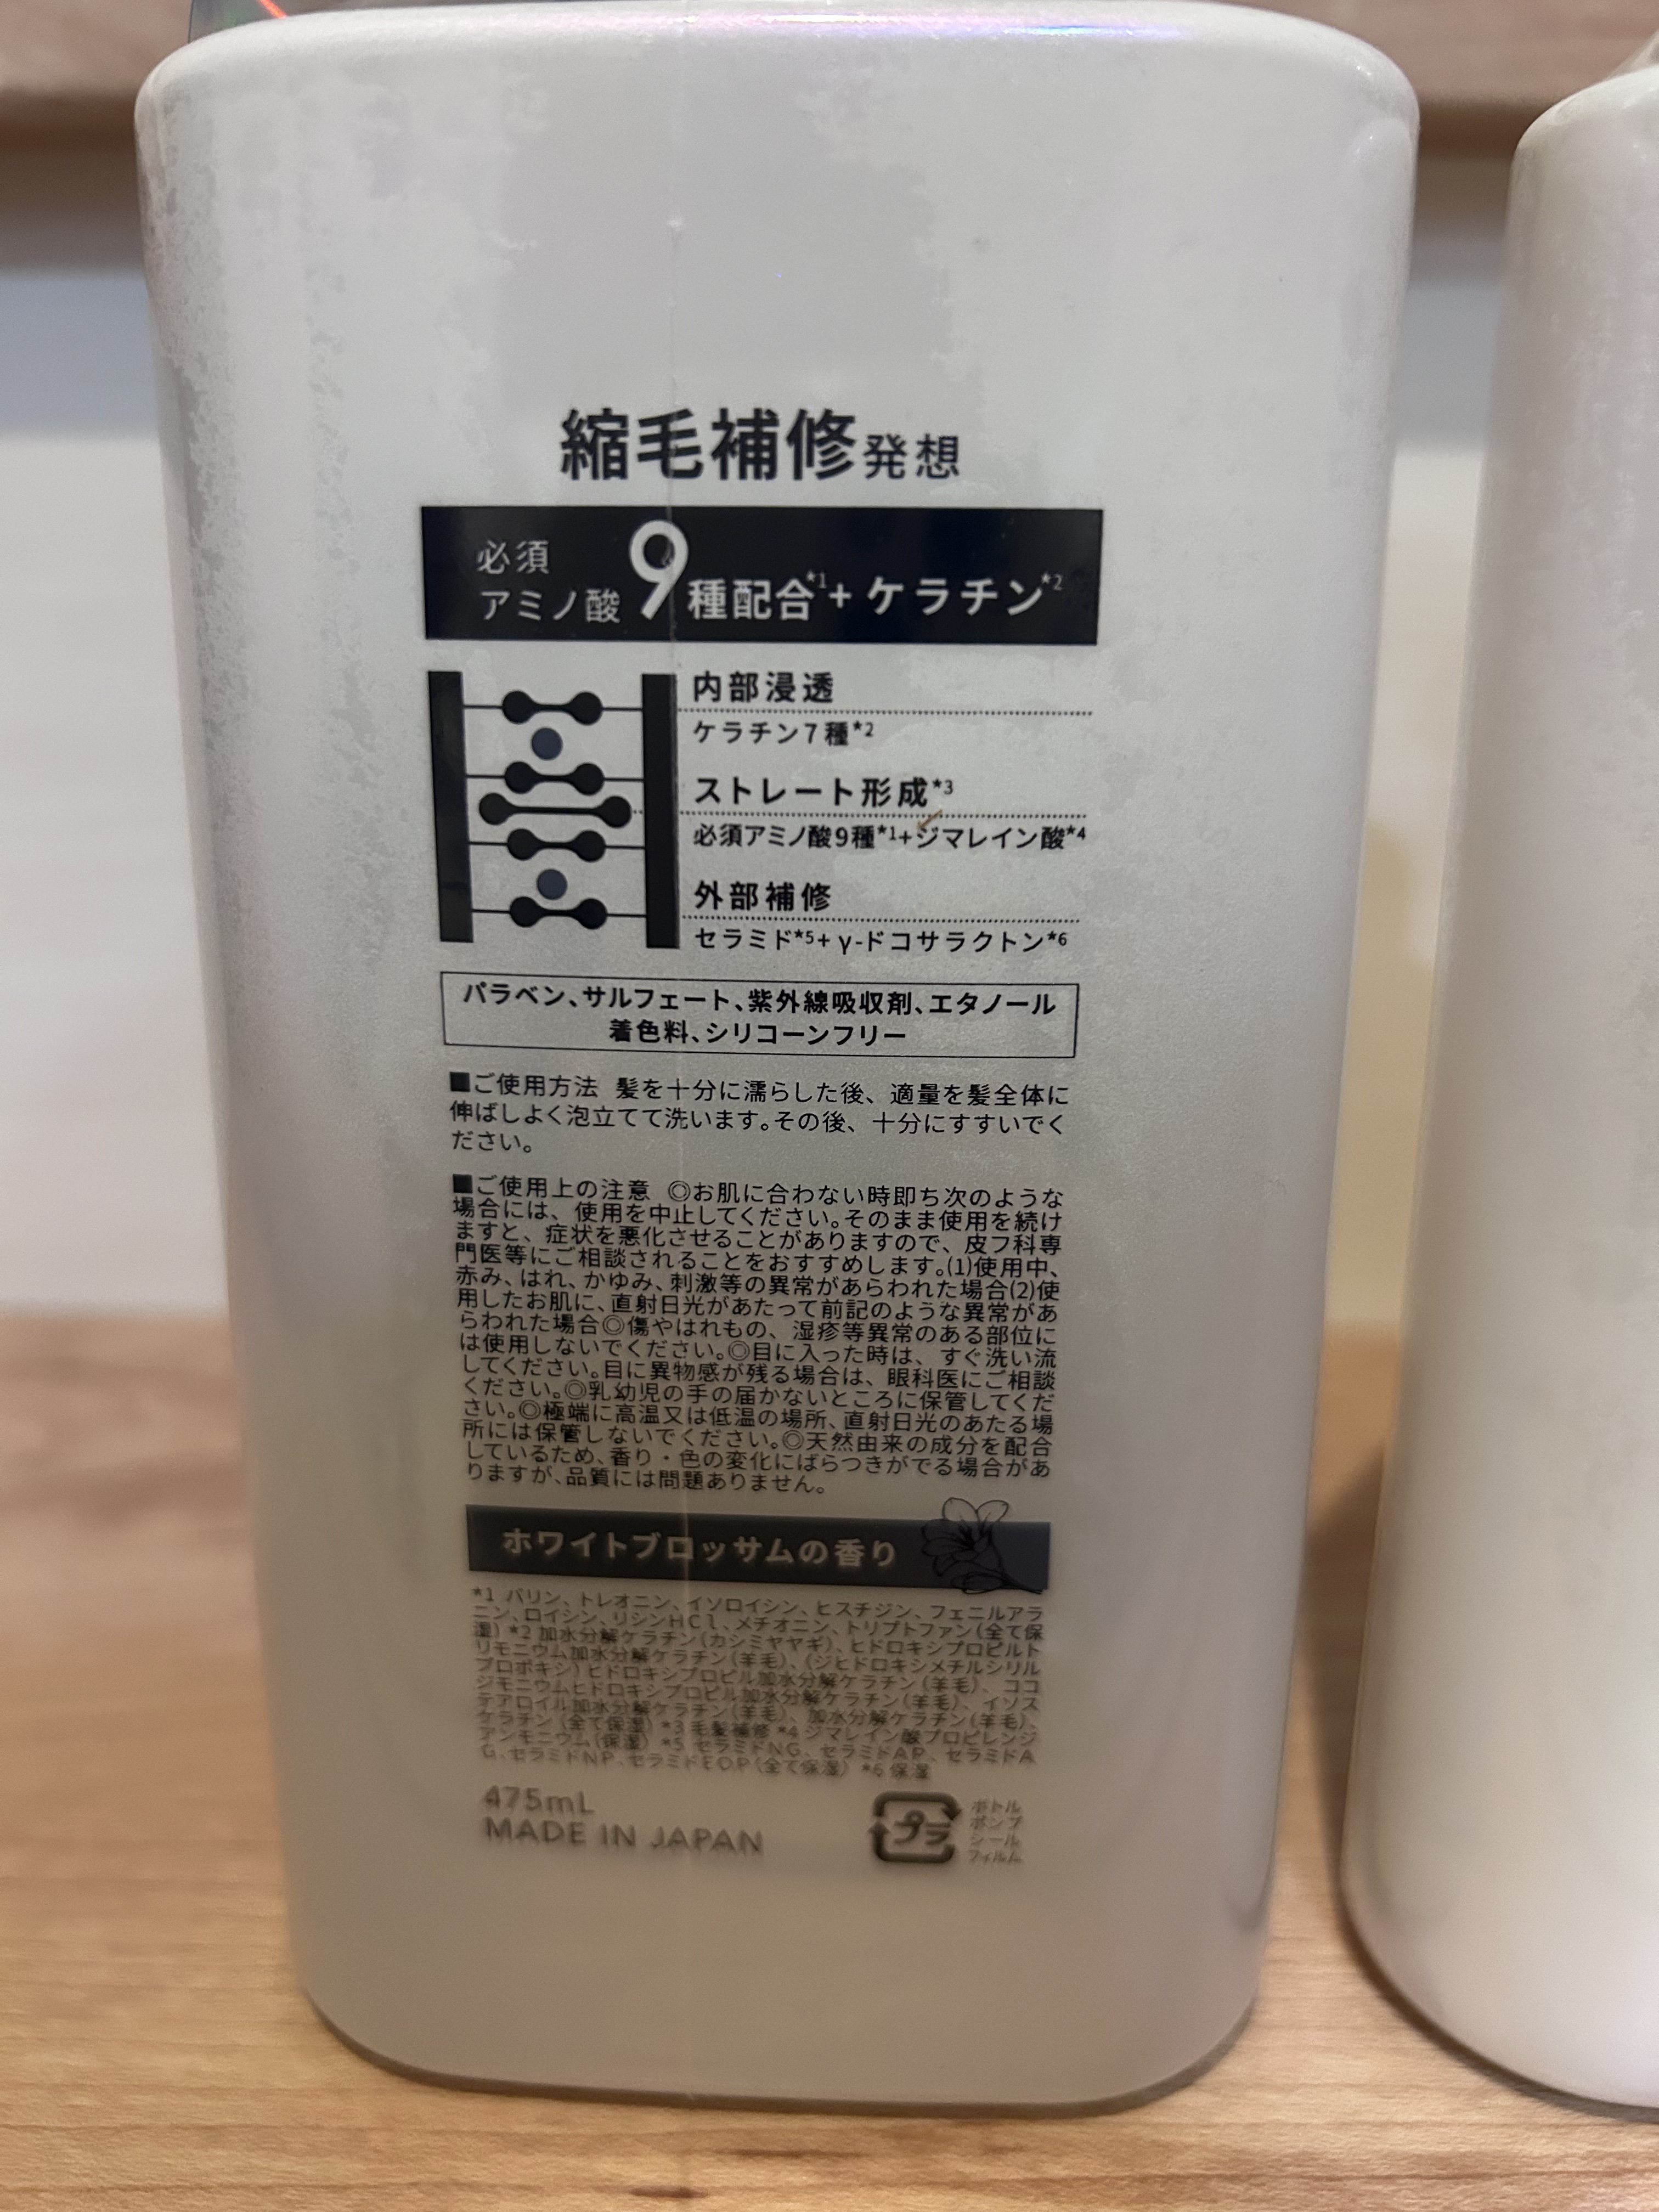 縮毛補修発想
必須
アミノ酸 9種配合*1+ケラチン*2
内部浸透
ケラチン7種*2
ストレート形成*3
必須アミノ酸9種*1+ジマレイン酸*4
外部補修
セラミド*5+γ-ドコサラクトン*6
パラベン、サルフェート、紫外線吸収剤、エタノール
着色料、シリコーンフリー
■ご使用方法 髪を十分に濡らした後、適量を髪全体に
伸ばしよく泡立てて洗います。その後、十分にすすいでく
ださい。
■ご使用上の注意 ◎お肌に合わない時即ち次のような
場合には、使用を中止してください。そのまま使用を続け
ますと、症状を悪化させることがありますので、皮フ科専
門医等にご相談されることをおすすめします。(1)使用中、
赤み、はれ、かゆみ、刺激等の異常があらわれた場合(2)使
用したお肌に、直射日光があたって前記のような異常があ
らわれた場合◎傷やはれもの、湿疹等異常のある部位に
は使用しないでください。◎目に入った時は、すぐ洗い流
してください。目に異物感が残る場合は、眼科医にご相談
ください。◎乳幼児の手の届かないところに保管してくだ
さい。◎極端に高温又は低温の場所、直射日光のあたる場
所には保管しないでください。◎天然由来の成分を配合
しているため、香り・色の変化にばらつきがでる場合があ
りますが、品質には問題ありません。
ホワイトブロッサムの香り
*1 バリン、トレオニン、イソロイシン、ヒスチジン、フェニルアラ
ニン、ロイシン、リシンHCl、メチオニン、トリプトファン(全て保
湿) *2 加水分解ケラチン(カシミヤヤギ)、ヒドロキシプロピルト
リモニウム加水分解ケラチン(羊毛)、(ジヒドロキシメチルシリル
プロポキシ)ヒドロキシプロピル加水分解ケラチン(羊毛)、ココ
ジモニウムヒドロキシプロピル加水分解ケラチン(羊毛)、イソス
テアロイル加水分解ケラチン(羊毛)、加水分解ケラチン(羊毛)、
ケラチン(全て保湿) *3 毛髪補修 *4 ジマレイン酸プロピレンジ
アンモニウム(保湿) *5 セラミドNG、セラミドAP、セラミドA
G、セラミドNP、セラミドEOP(全て保湿) *6 保湿
475mL
MADE IN JAPAN
プラ
ボトル
ポンプ
シール
フィルム